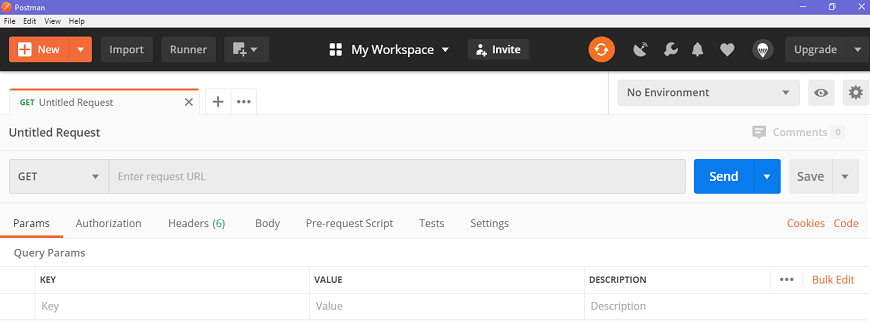 Postman
File Edit View Help
New Import Runner My Workspace Invite Upgrade
GET Untitled Request No Environment
Untitled Request Comments 0
GET Enter request URL Send Save
Params Authorization Headers (6) Body Pre-request Script Tests Settings Cookies Code
Query Params
KEY VALUE DESCRIPTION Bulk Edit
Key Value Description